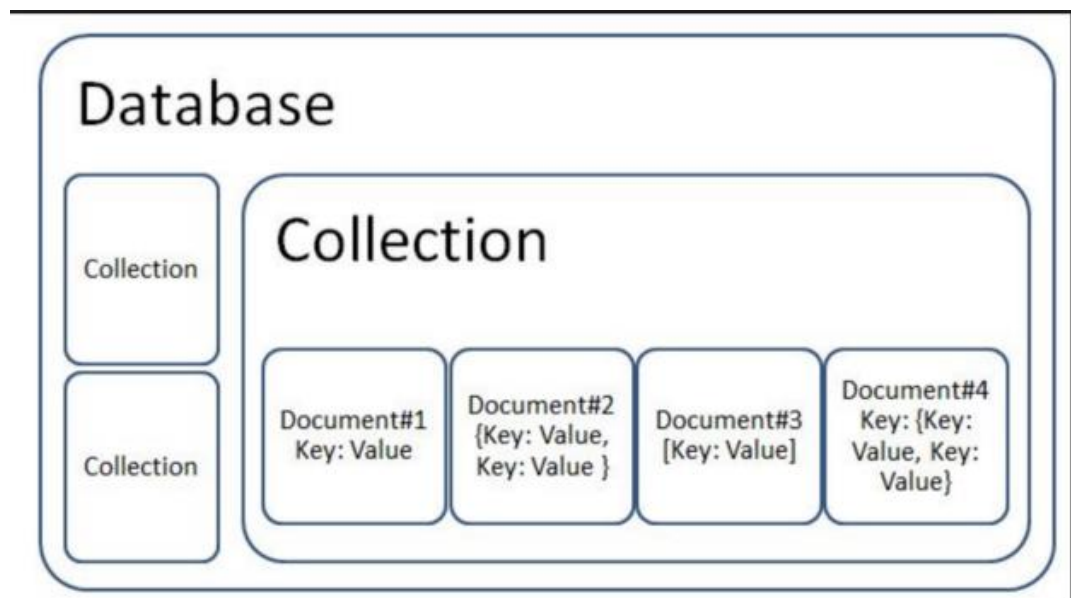 Database
Collection
Collection
Collection
Document#1
Key: Value
Document#2
{Key: Value,
Key: Value }
Document#3
[Key: Value]
Document#4
Key: {Key:
Value, Key:
Value}